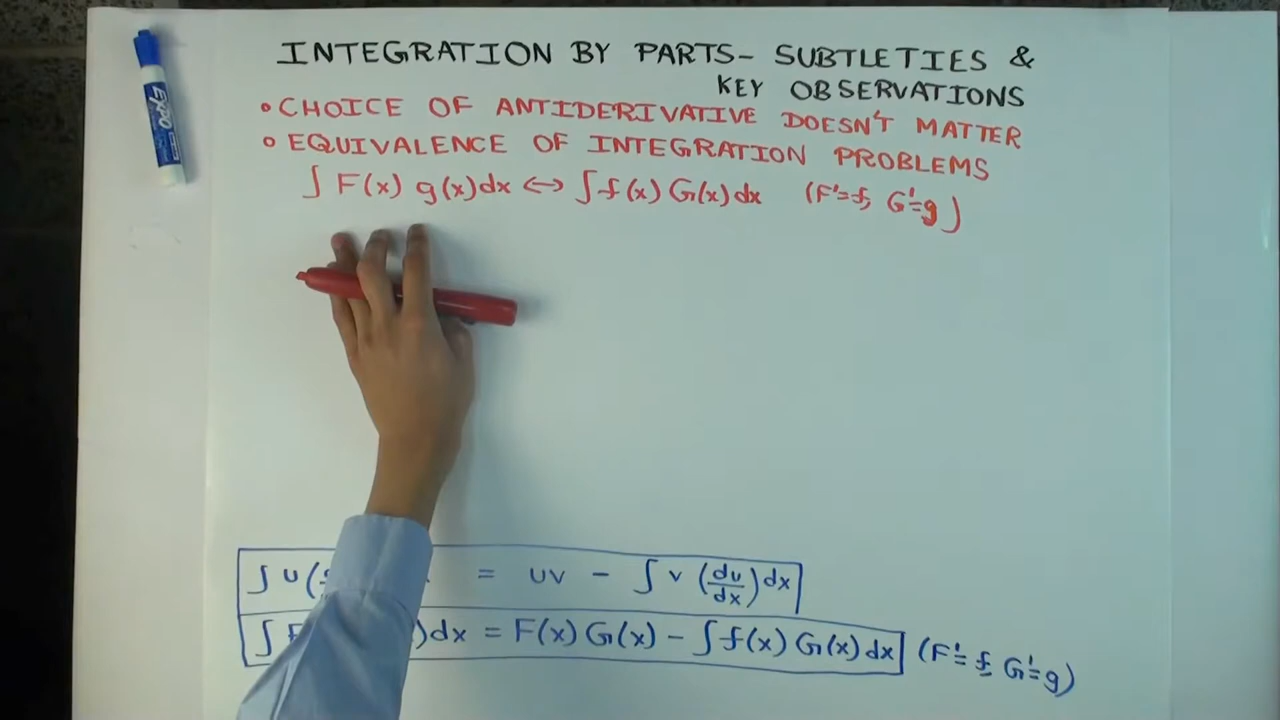 INTEGRATION BY PARTS- SUBTLETIES &
KEY OBSERVATIONS
• CHOICE OF ANTIDERIVATIVE DOESN'T MATTER
• EQUIVALENCE OF INTEGRATION PROBLEMS
∫ F(x) g(x)dx ↔ ∫f(x) G(x)dx (F'=f, G'=g)
EXPO
∫ U( = UV - ∫ V (du/dx)dx
∫ F )dx = F(x) G(x) - ∫f(x) G(x) dx (F'=f, G'=g)